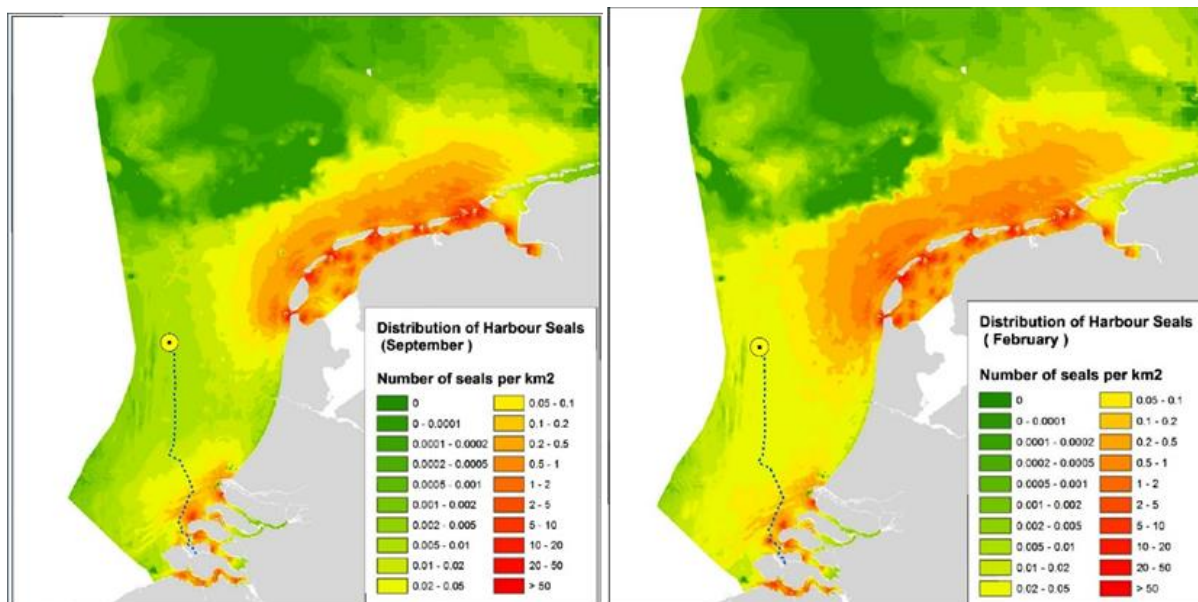 Distribution of Harbour Seals
(September )
Number of seals per km2
0
0.05 - 0.1
0 - 0.0001
0.1 - 0.2
0.0001 - 0.0002
0.2 - 0.5
0.0002 - 0.0005
0.5 - 1
0.0005 - 0.001
1 - 2
0.001 - 0.002
2 - 5
0.002 - 0.005
5 - 10
0.005 - 0.01
10 - 20
0.01 - 0.02
20 - 50
0.02 - 0.05
> 50
Distribution of Harbour Seals
( February )
Number of seals per km2
0
0.05 - 0.1
0 - 0.0001
0.1 - 0.2
0.0001 - 0.0002
0.2 - 0.5
0.0002 - 0.0005
0.5 - 1
0.0005 - 0.001
1 - 2
0.001 - 0.002
2 - 5
0.002 - 0.005
5 - 10
0.005 - 0.01
10 - 20
0.01 - 0.02
20 - 50
0.02 - 0.05
> 50